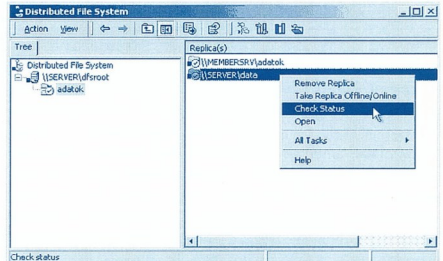 Distributed File System
Action View
Tree
Replica(s)
Distributed File System
\\SERVER\dfsroot
adatok
\\MEMBERSRV\adatok
\\SERVER\data
Remove Replica
Take Replica Offline/Online
Check Status
Open
All Tasks
Help
Check status